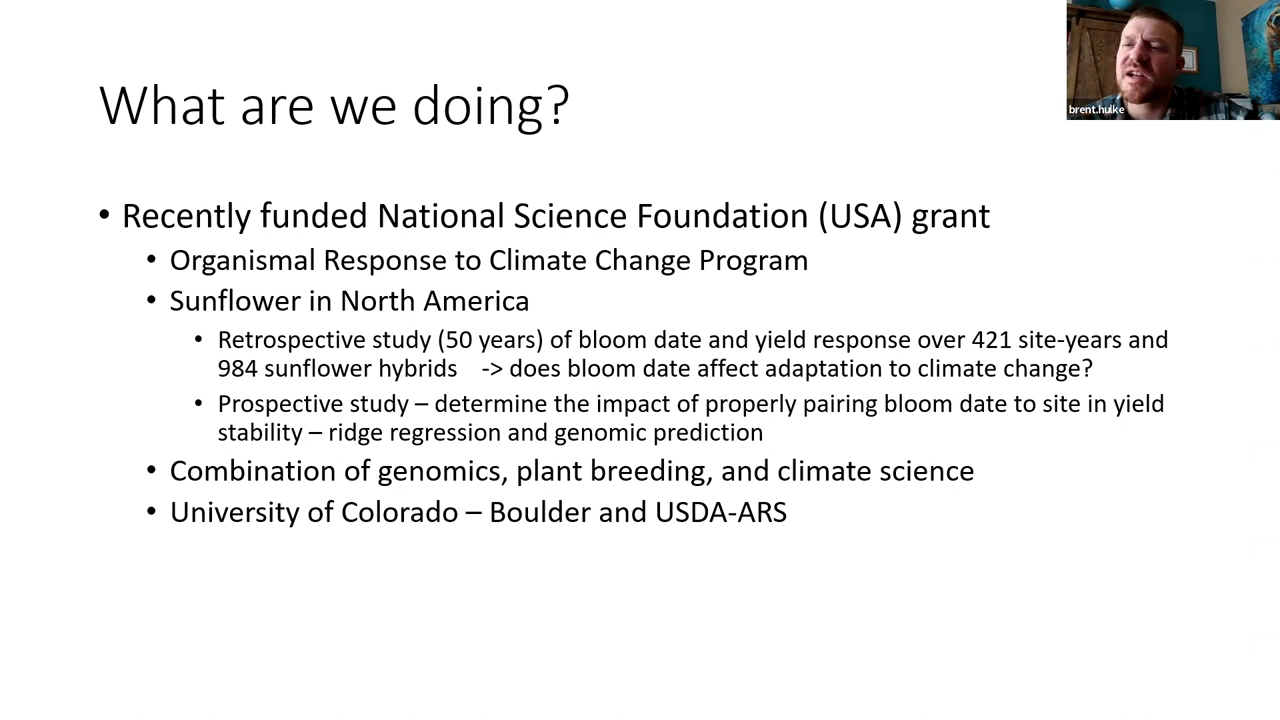 brent.hulke
What are we doing?
• Recently funded National Science Foundation (USA) grant
• Organismal Response to Climate Change Program
• Sunflower in North America
• Retrospective study (50 years) of bloom date and yield response over 421 site-years and
984 sunflower hybrids -> does bloom date affect adaptation to climate change?
• Prospective study – determine the impact of properly pairing bloom date to site in yield
stability – ridge regression and genomic prediction
• Combination of genomics, plant breeding, and climate science
• University of Colorado – Boulder and USDA-ARS